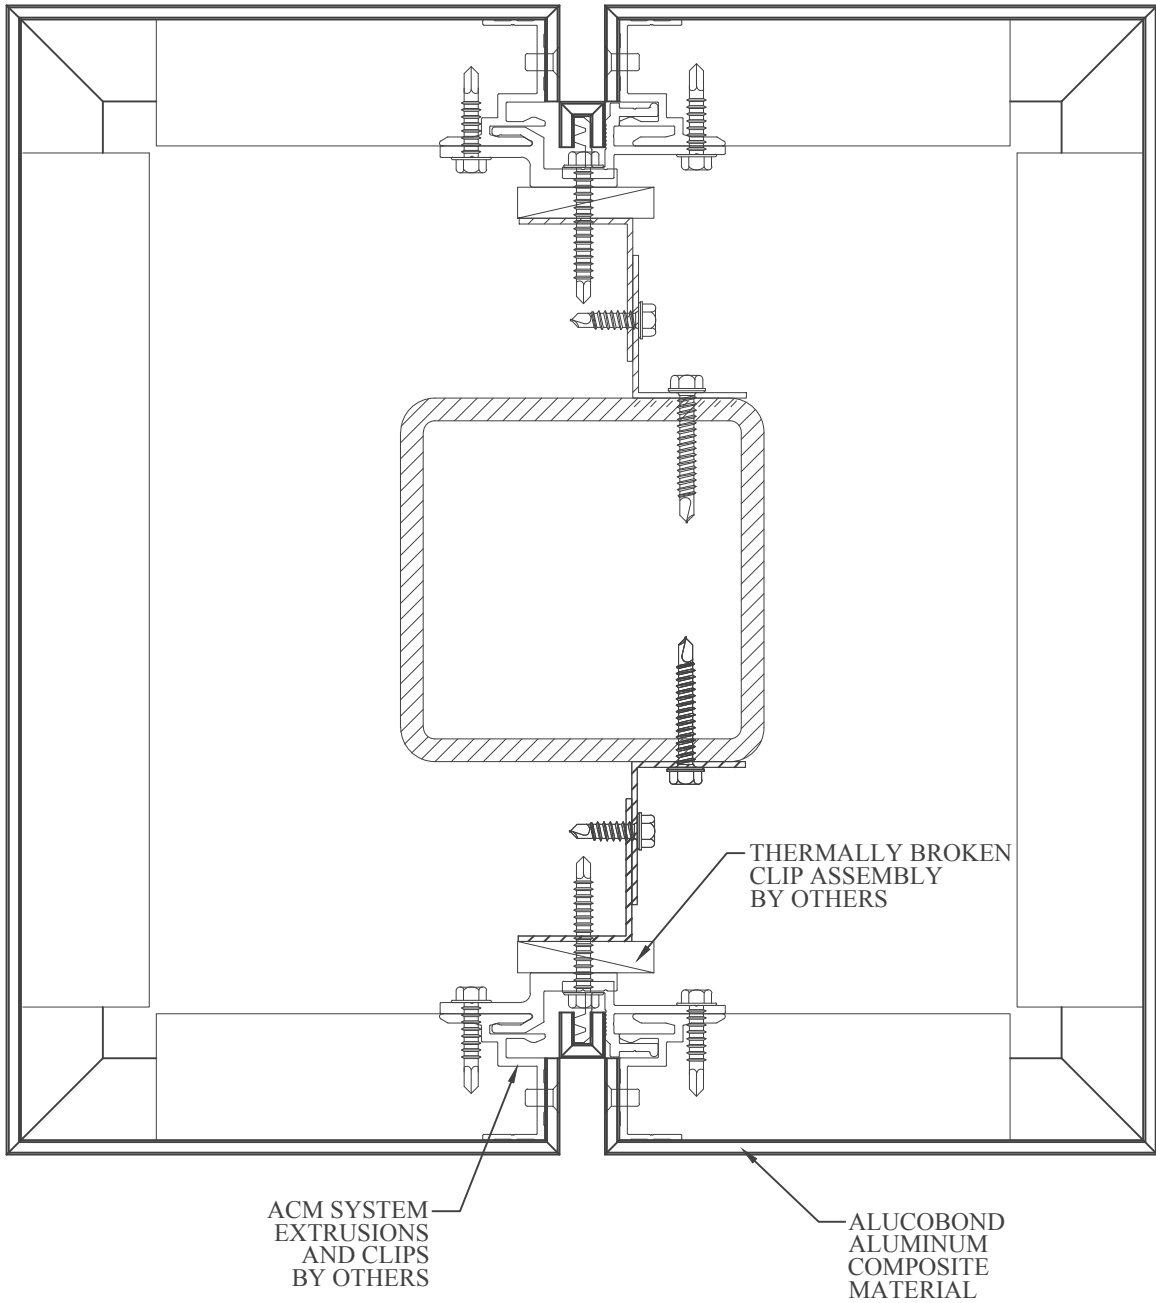 THERMALLY BROKEN
CLIP ASSEMBLY
BY OTHERS
ACM SYSTEM
EXTRUSIONS
AND CLIPS
BY OTHERS
ALUCOBOND
ALUMINUM
COMPOSITE
MATERIAL